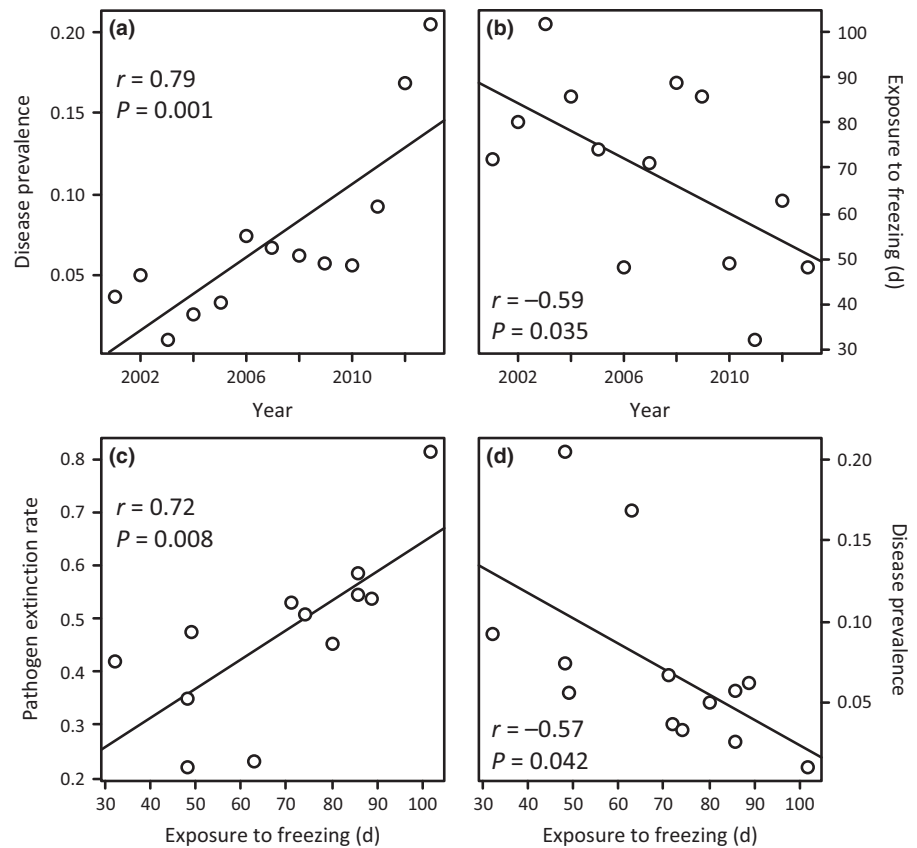 (a)
r = 0.79
P = 0.001
Disease prevalence
0.20
0.15
0.10
0.05
2002 2006 2010
Year
(b)
r = –0.59
P = 0.035
Exposure to freezing (d)
100
90
80
70
60
50
40
30
2002 2006 2010
Year
(c)
r = 0.72
P = 0.008
Pathogen extinction rate
0.8
0.7
0.6
0.5
0.4
0.3
0.2
30 40 50 60 70 80 90 100
Exposure to freezing (d)
(d)
r = –0.57
P = 0.042
Disease prevalence
0.20
0.15
0.10
0.05
30 40 50 60 70 80 90 100
Exposure to freezing (d)